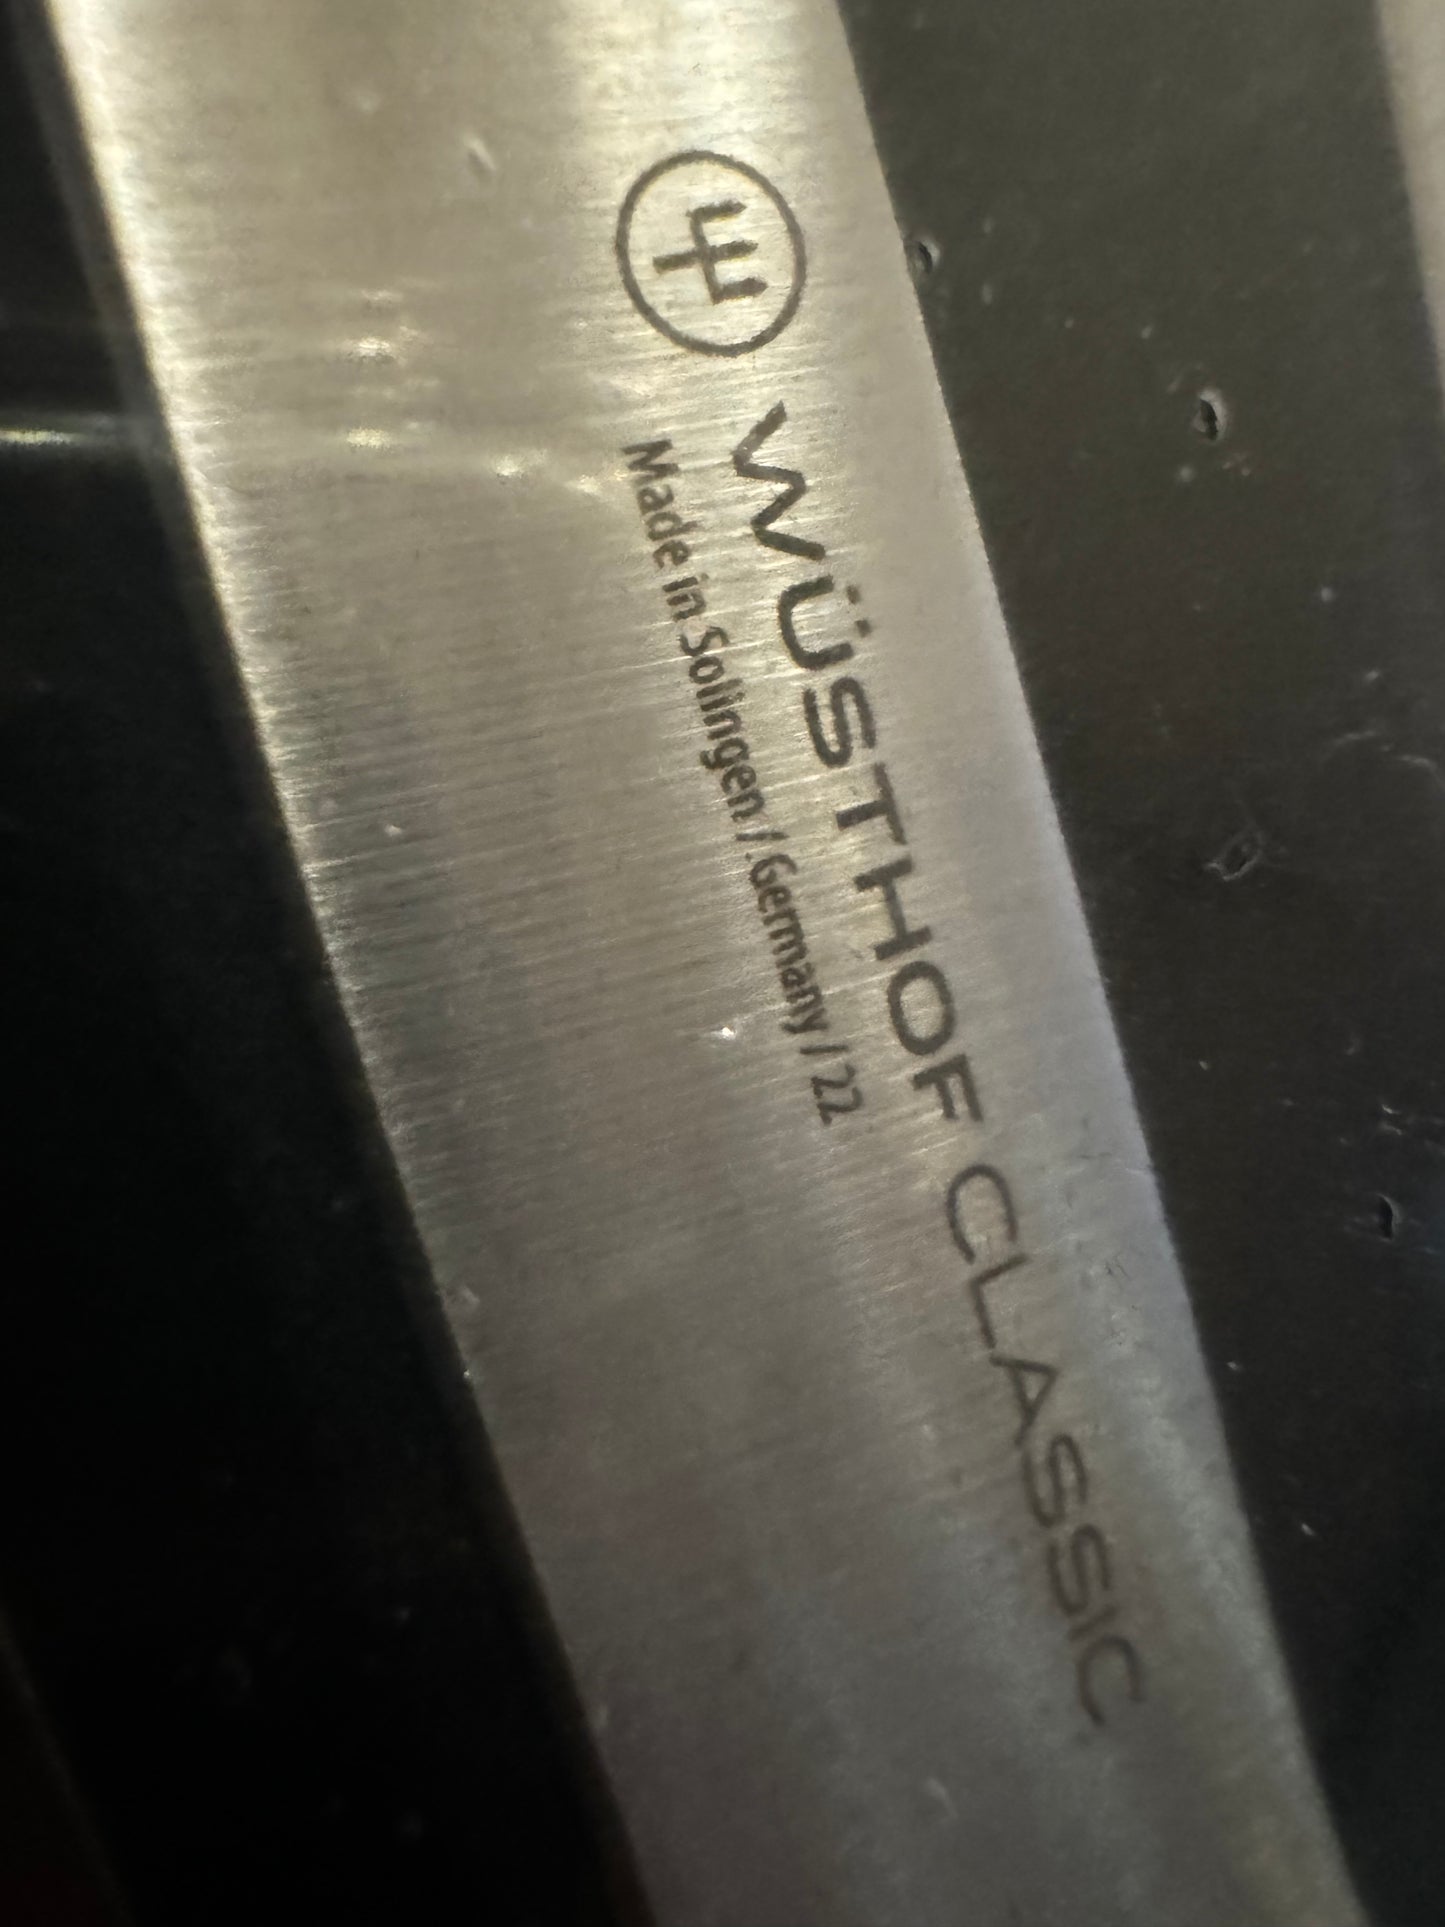 WÜSTHOF CLASSIC
Made in Solingen / Germany / 22